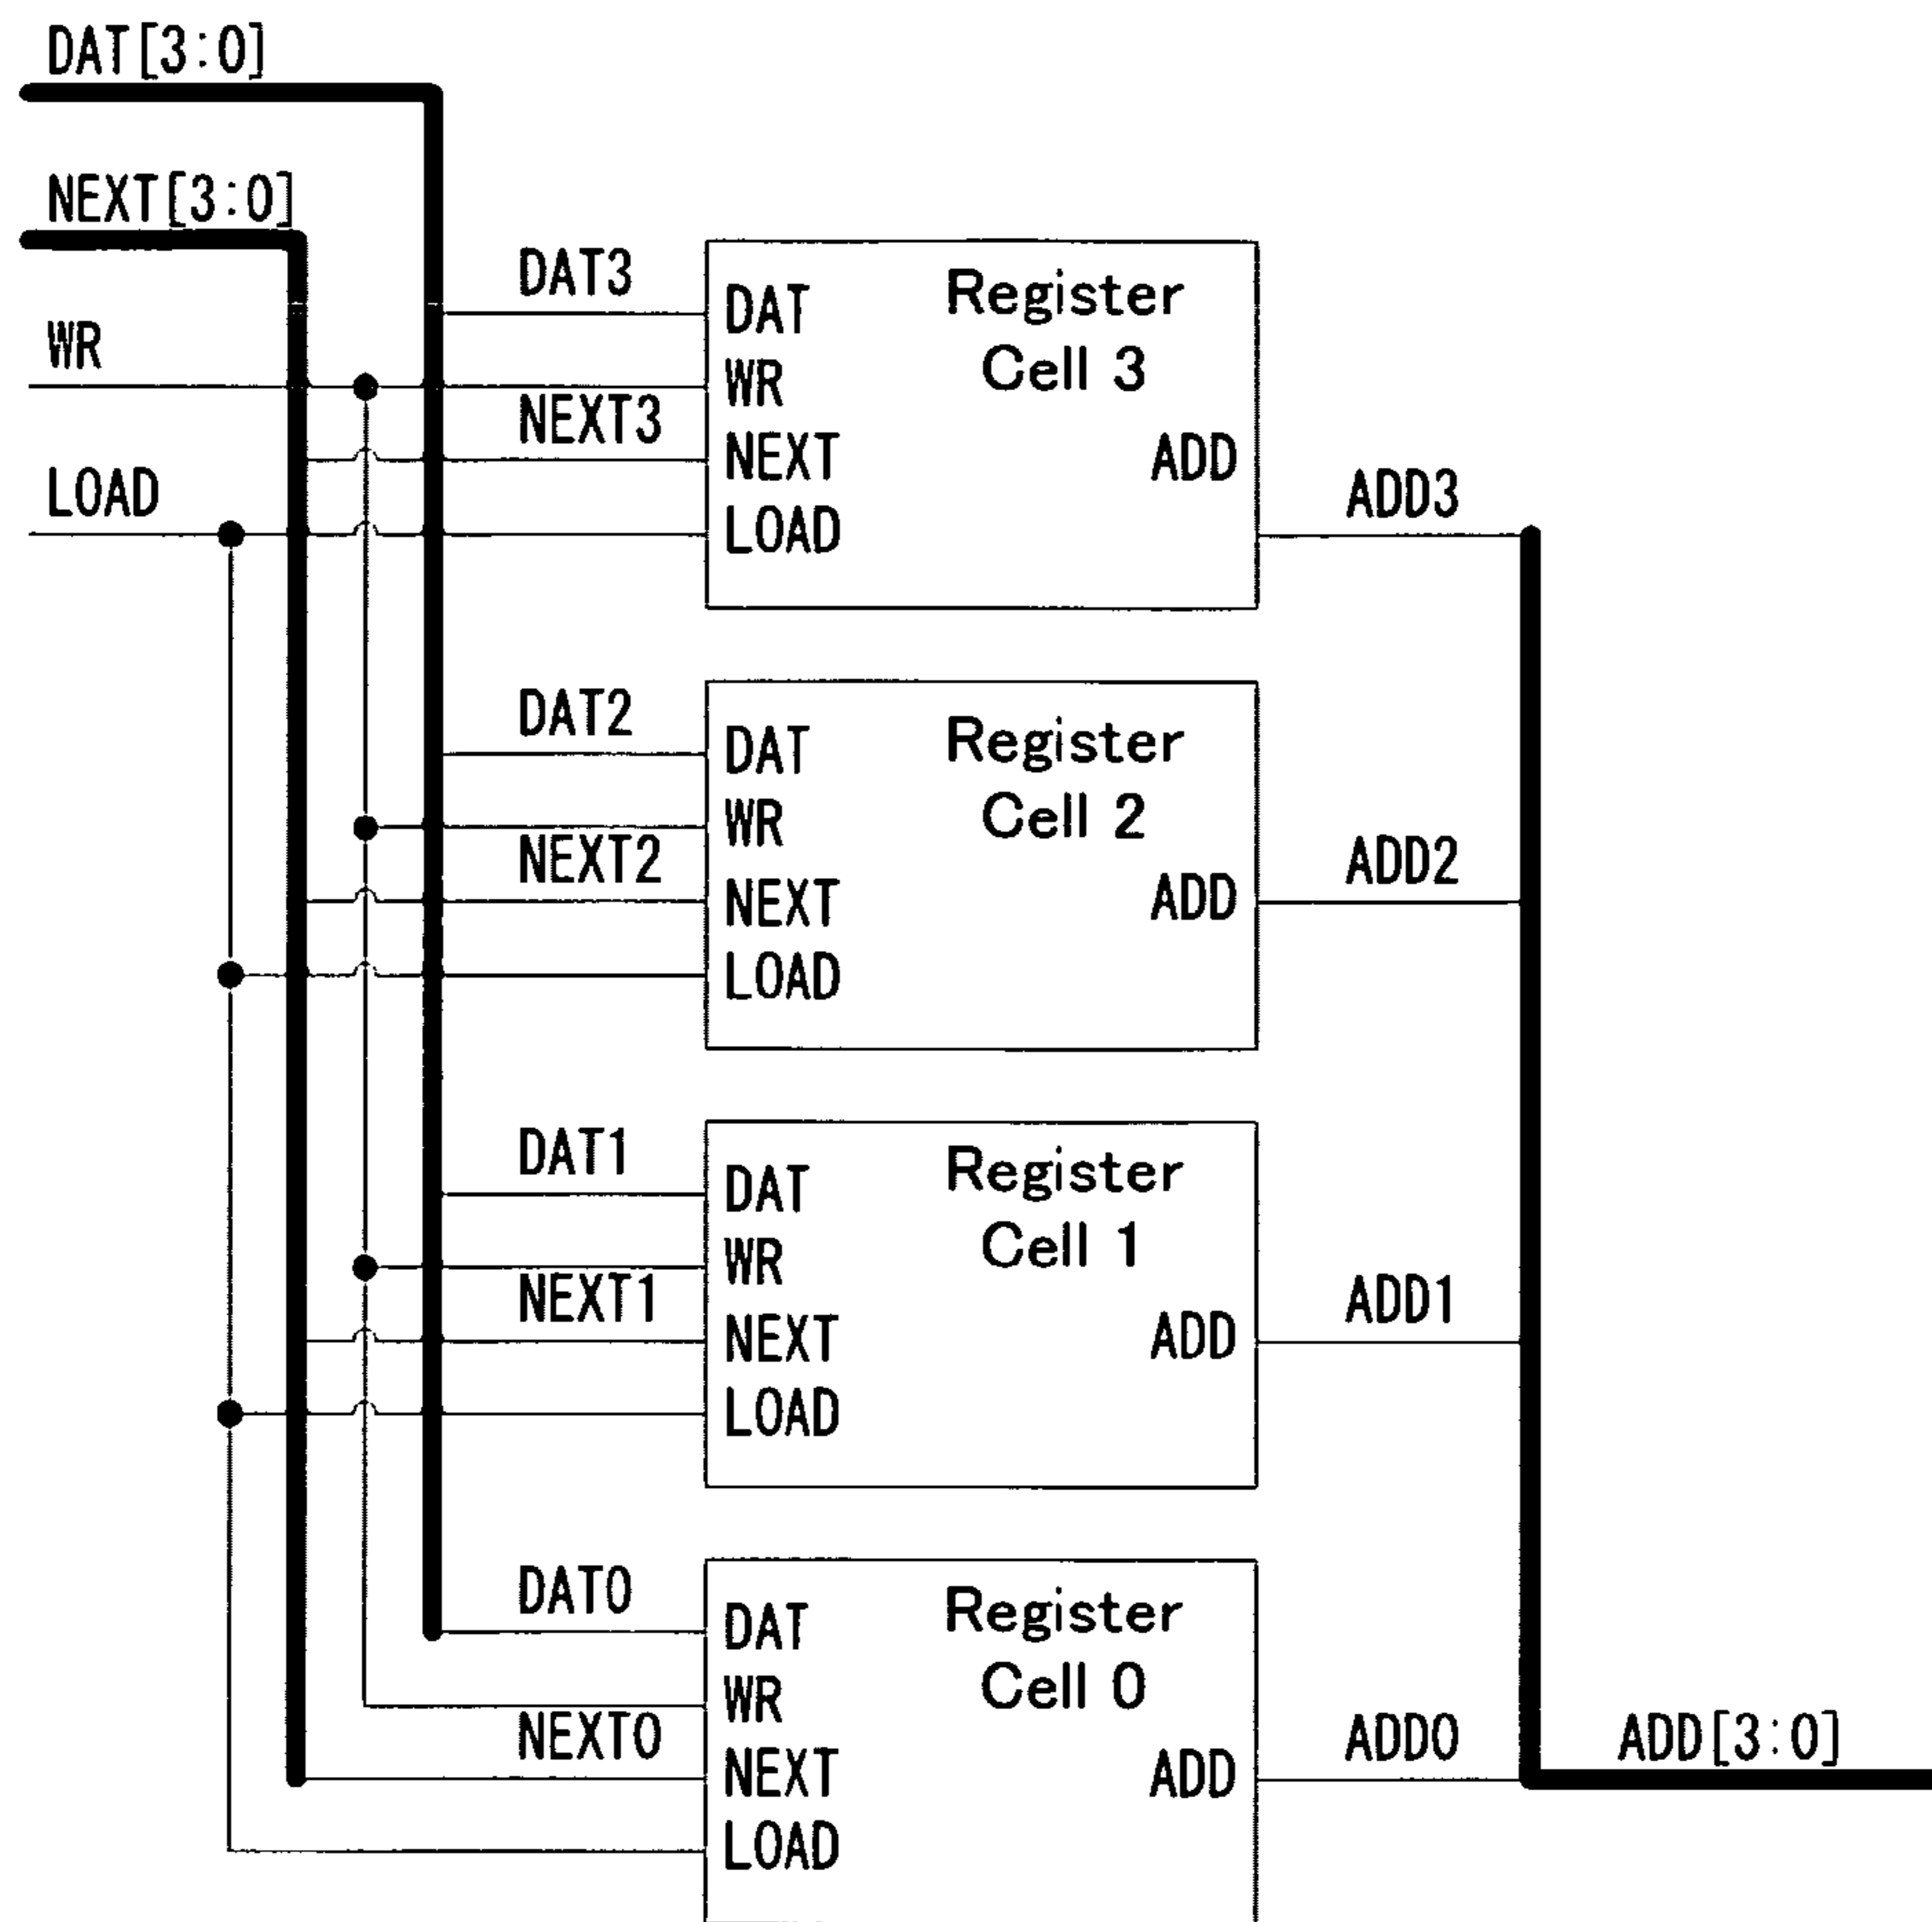 DAT[3:0]
NEXT[3:0]
WR
LOAD
DAT3
NEXT3
DAT
WR
NEXT
LOAD
Register
Cell 3
ADD
ADD3
DAT2
NEXT2
DAT
WR
NEXT
LOAD
Register
Cell 2
ADD
ADD2
DAT1
NEXT1
DAT
WR
NEXT
LOAD
Register
Cell 1
ADD
ADD1
DAT0
NEXT0
DAT
WR
NEXT
LOAD
Register
Cell 0
ADD
ADD0
ADD[3:0]